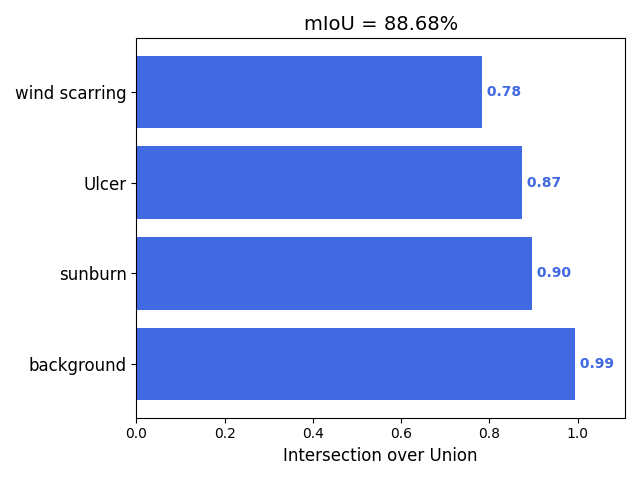 mIoU = 88.68%
wind scarring 0.78
Ulcer 0.87
sunburn 0.90
background 0.99
0.0 0.2 0.4 0.6 0.8 1.0
Intersection over Union